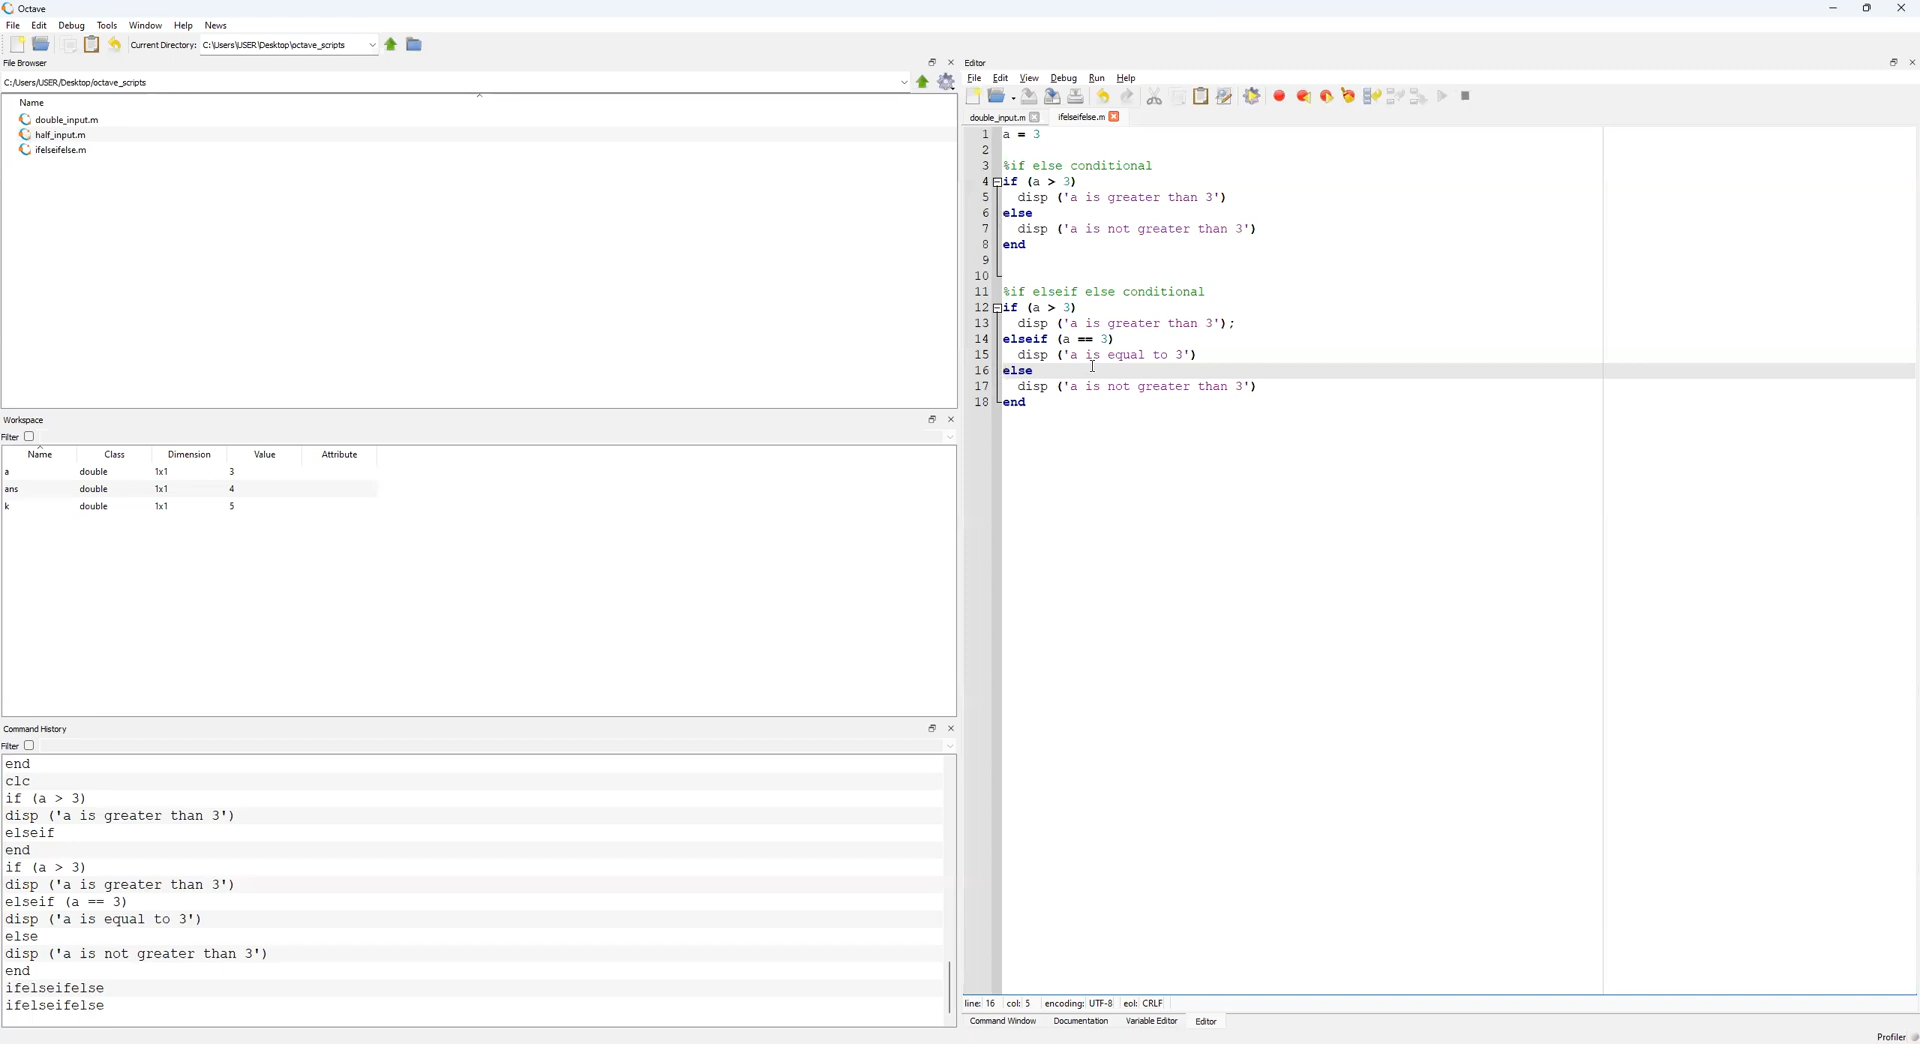 Octave
File Edit Debug Tools Window Help News
Current Directory: C:\Users\USER\Desktop\octave_scripts
File Browser
C:/Users/USER/Desktop/octave_scripts
Name
double_input.m
half_input.m
ifelseifelse.m
Workspace
Filter
Name Class Dimension Value Attribute
a double 1x1 3
ans double 1x1 4
k double 1x1 5
Command History
Filter
end
clc
if (a > 3)
disp ('a is greater than 3')
elseif
end
if (a > 3)
disp ('a is greater than 3')
elseif (a == 3)
disp ('a is equal to 3')
else
disp ('a is not greater than 3')
end
ifelseifelse
ifelseifelse
Editor
File Edit View Debug Run Help
double_input.m ifelseifelse.m
1 a = 3
2
3 %if else conditional
4 if (a > 3)
5 disp ('a is greater than 3')
6 else
7 disp ('a is not greater than 3')
8 end
9
10
11 %if elseif else conditional
12 if (a > 3)
13 disp ('a is greater than 3');
14 elseif (a == 3)
15 disp ('a is equal to 3')
16 else
17 disp ('a is not greater than 3')
18 end
line: 16 col: 5 encoding: UTF-8 eol: CRLF
Command Window Documentation Variable Editor Editor
Profiler